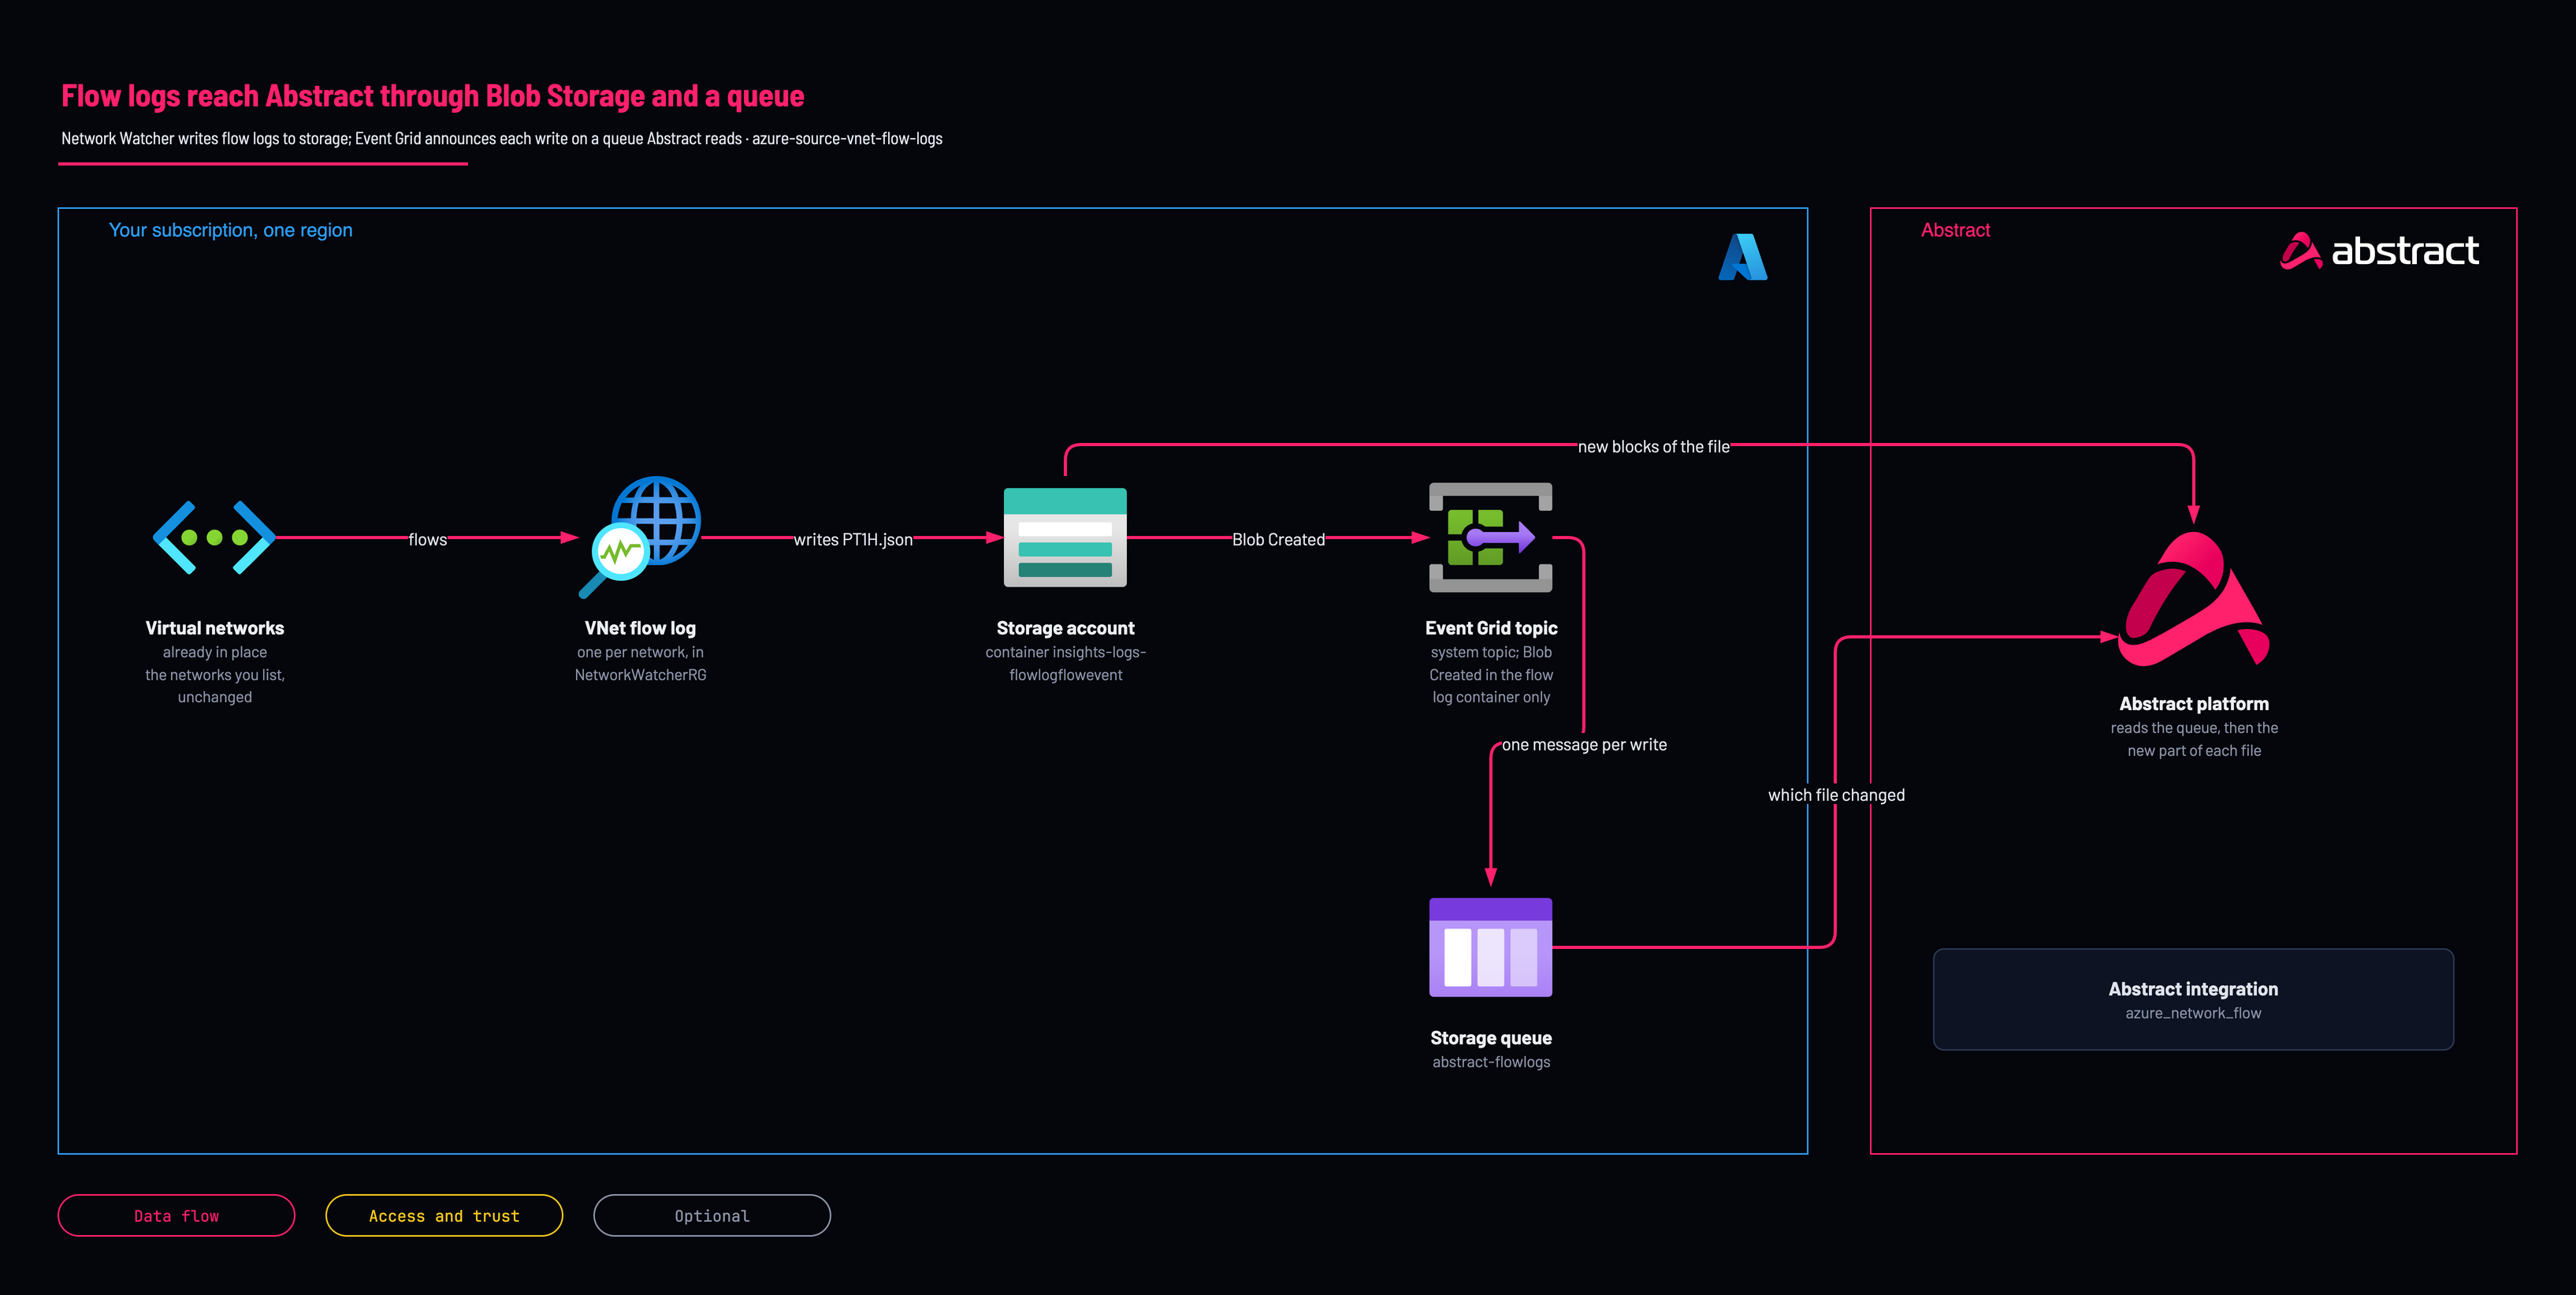 Flow logs reach Abstract through Blob Storage and a queue
Network Watcher writes flow logs to storage; Event Grid announces each write on a queue Abstract reads · azure-source-vnet-flow-logs
Your subscription, one region
Abstract
abstract
new blocks of the file
flows
writes PT1H.json
Blob Created
Virtual networks
already in place
the networks you list,
unchanged
VNet flow log
one per network, in
NetworkWatcherRG
Storage account
container insights-logs-
flowlogflowevent
Event Grid topic
system topic; Blob
Created in the flow
log container only
one message per write
Abstract platform
reads the queue, then the
new part of each file
which file changed
Storage queue
abstract-flowlogs
Abstract integration
azure_network_flow
Data flow
Access and trust
Optional